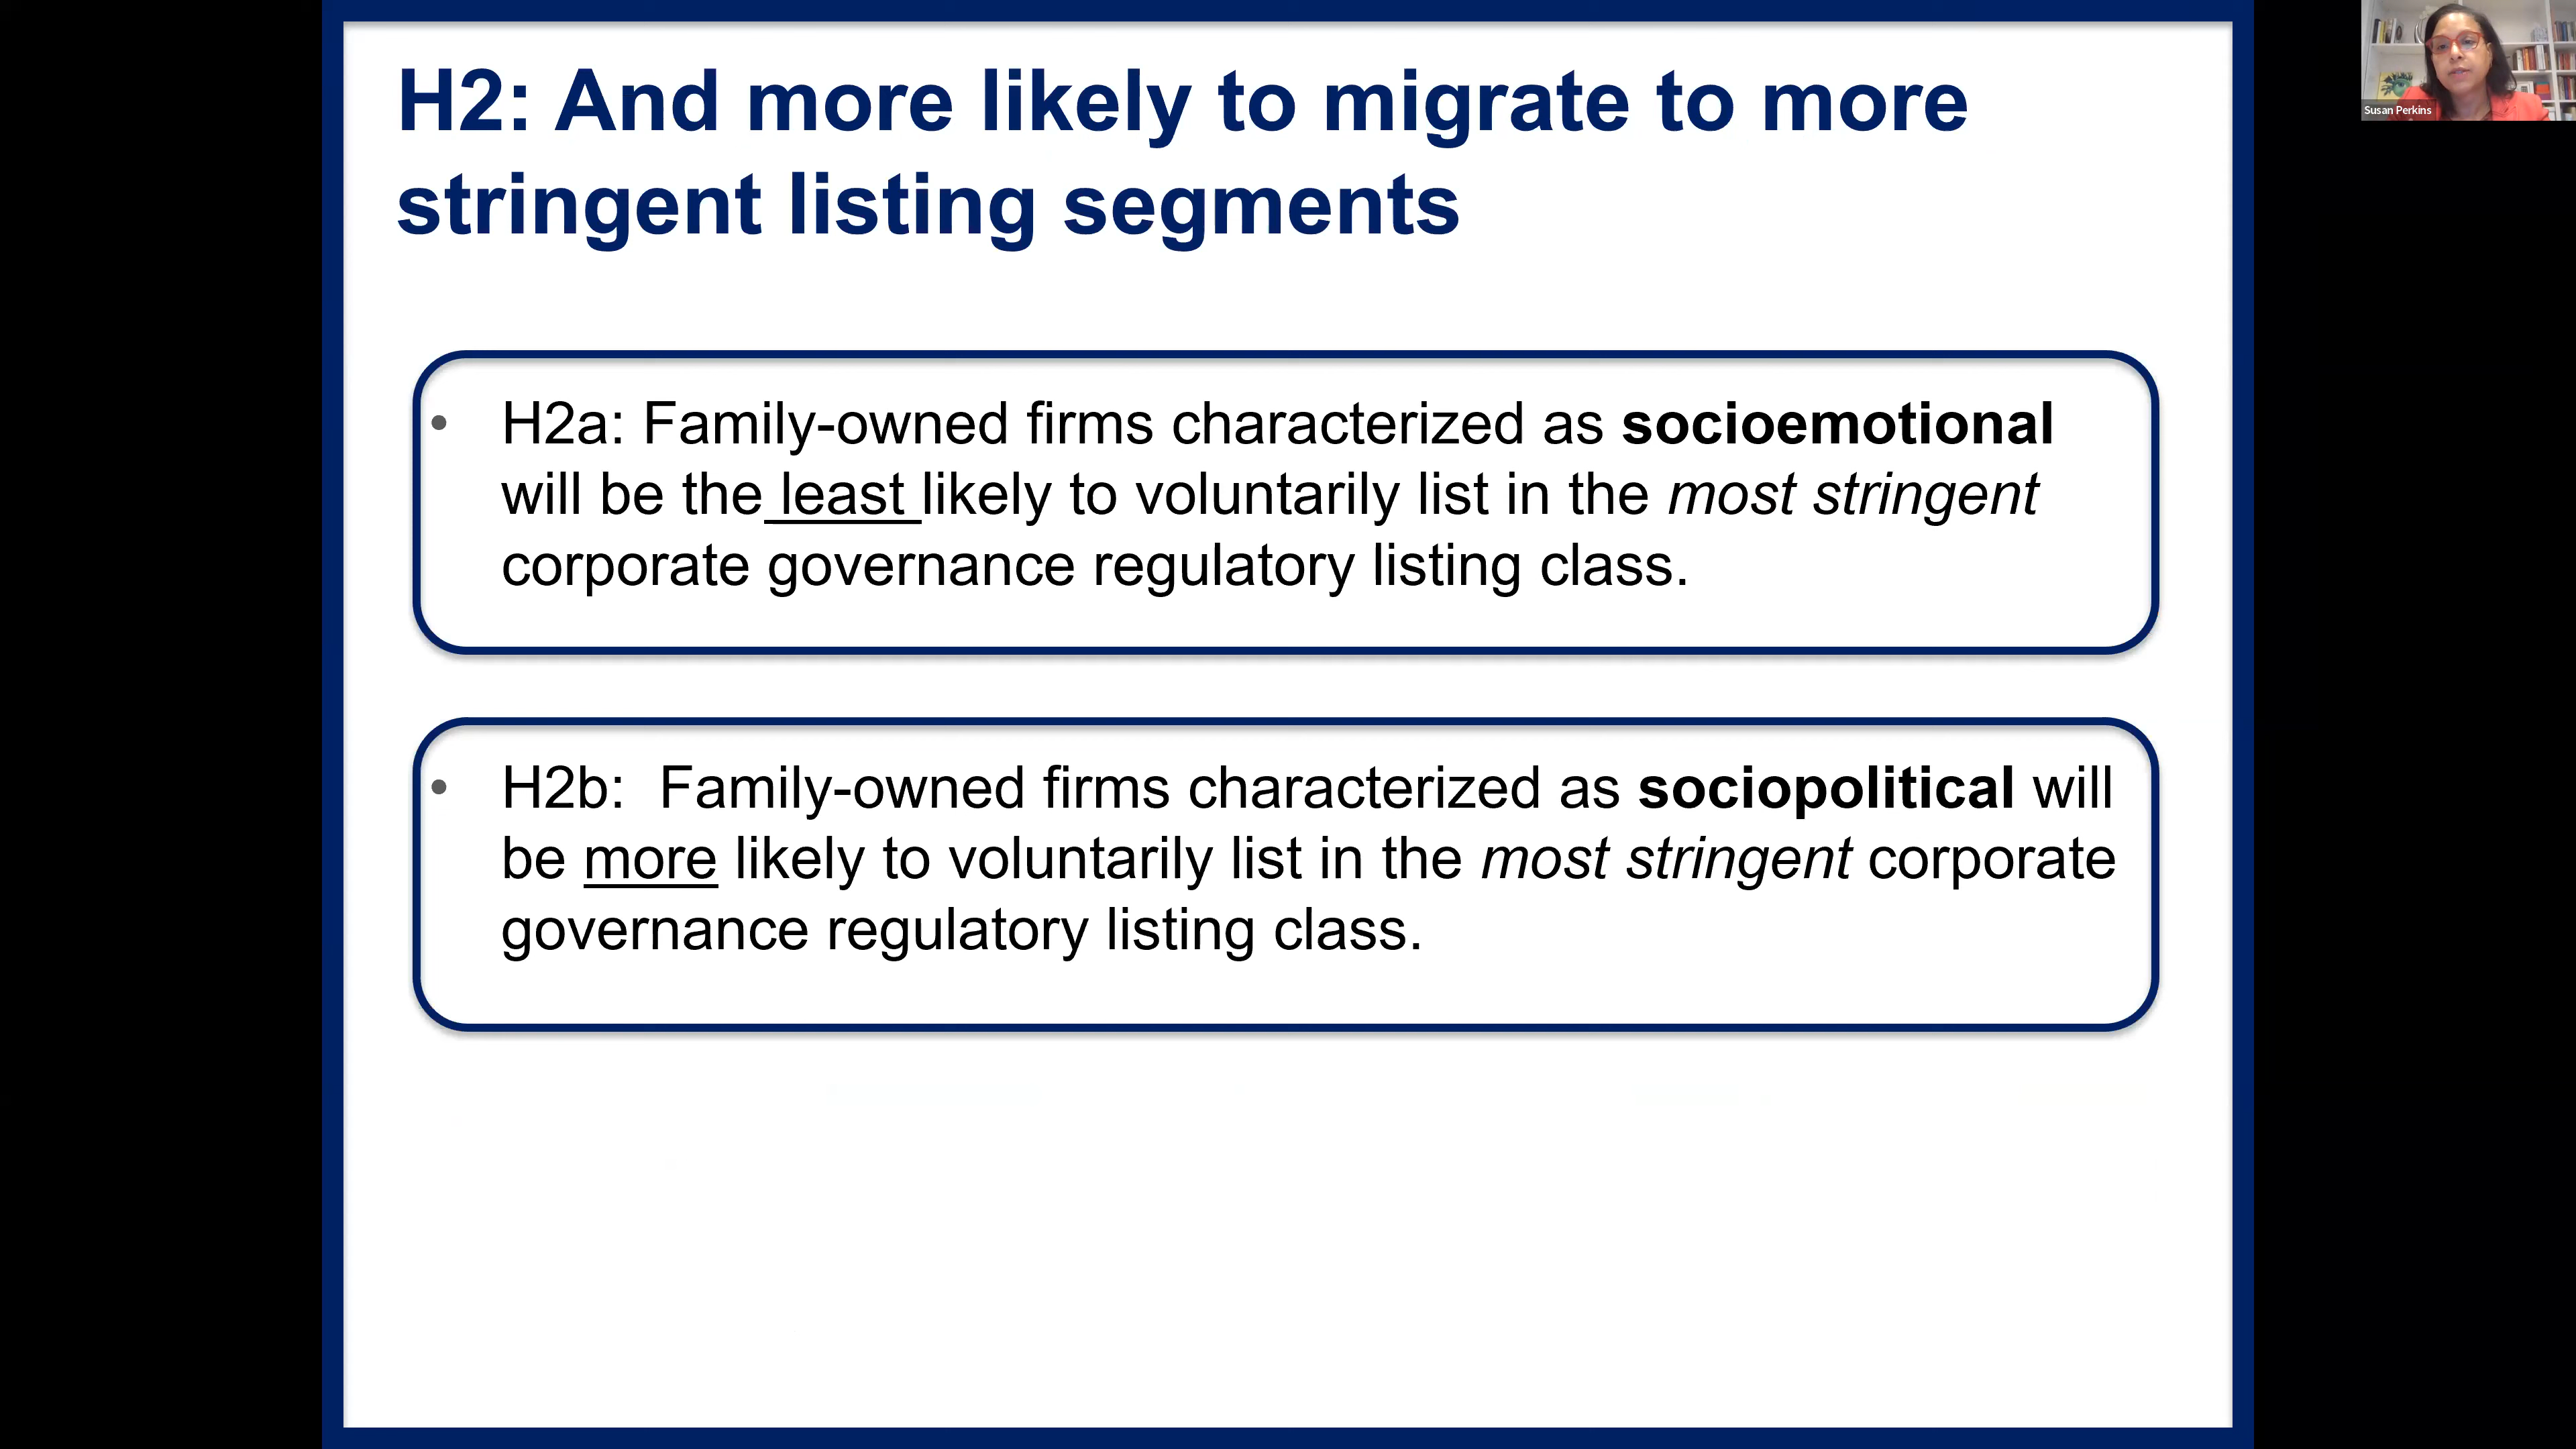 H2: And more likely to migrate to more
stringent listing segments
• H2a: Family-owned firms characterized as socioemotional
will be the least likely to voluntarily list in the most stringent
corporate governance regulatory listing class.
• H2b: Family-owned firms characterized as sociopolitical will
be more likely to voluntarily list in the most stringent corporate
governance regulatory listing class.
Susan Perkins